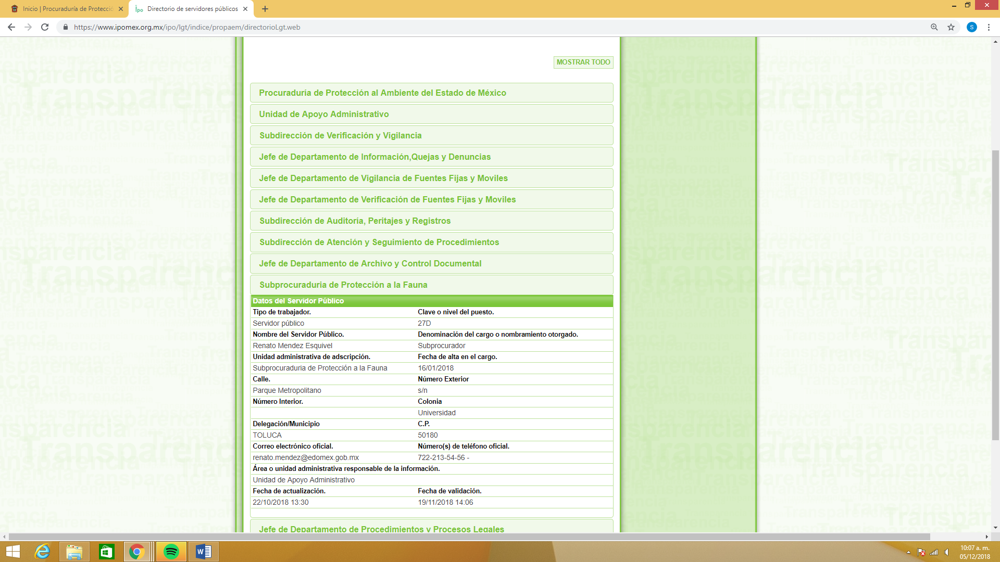 Inicio | Procuraduría de Protecció
Directorio de servidores públicos
https://www.ipomex.org.mx/ipo/lgt/indice/propaem/directorioLgt.web
S
MOSTRAR TODO
Procuraduría de Protección al Ambiente del Estado de México
Unidad de Apoyo Administrativo
Subdirección de Verificación y Vigilancia
Jefe de Departamento de Información,Quejas y Denuncias
Jefe de Departamento de Vigilancia de Fuentes Fijas y Moviles
Jefe de Departamento de Verificación de Fuentes Fijas y Moviles
Subdirección de Auditoría, Peritajes y Registros
Subdirección de Atención y Seguimiento de Procedimientos
Jefe de Departamento de Archivo y Control Documental
Subprocuraduria de Protección a la Fauna
Datos del Servidor Público
Tipo de trabajador. Clave o nivel del puesto.
Servidor público 27D
Nombre del Servidor Público. Denominación del cargo o nombramiento otorgado.
Renato Mendez Esquivel Subprocurador
Unidad administrativa de adscripción. Fecha de alta en el cargo.
Subprocuraduria de Protección a la Fauna 16/01/2018
Calle. Número Exterior
Parque Metropolitano s/n
Número Interior. Colonia
Universidad
Delegación/Municipio C.P.
TOLUCA 50180
Correo electrónico oficial. Número(s) de teléfono oficial.
renato.mendez@edomex.gob.mx 722-213-54-56 -
Área o unidad administrativa responsable de la información.
Unidad de Apoyo Administrativo
Fecha de actualización. Fecha de validación.
22/10/2018 13:30 19/11/2018 14:06
Jefe de Departamento de Procedimientos y Procesos Legales
10:07 a. m.
05/12/2018